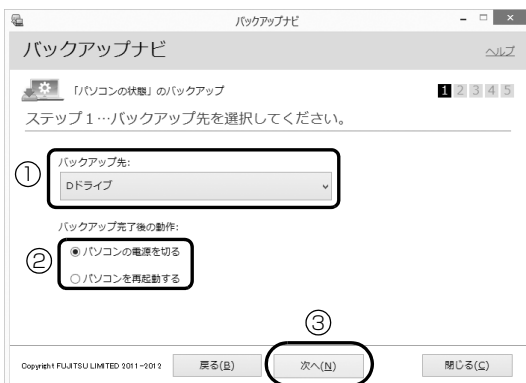 バックアップナビ
バックアップナビ
ヘルプ
「パソコンの状態」のバックアップ
1 2 3 4 5
ステップ1…バックアップ先を選択してください。
①
バックアップ先:
Dドライブ
バックアップ完了後の動作:
②
パソコンの電源を切る
パソコンを再起動する
③
Copyright FUJITSU LIMITED 2011-2012
戻る(B)
次へ(N)
閉じる(C)